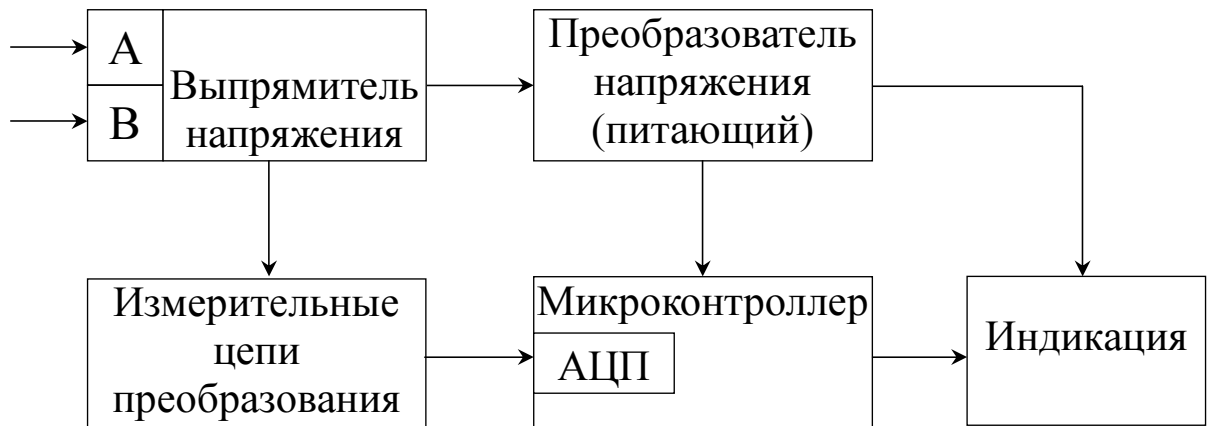 А
В
Выпрямитель
напряжения
Преобразователь
напряжения
(питающий)
Измерительные
цепи
преобразования
Микроконтроллер
АЦП
Индикация